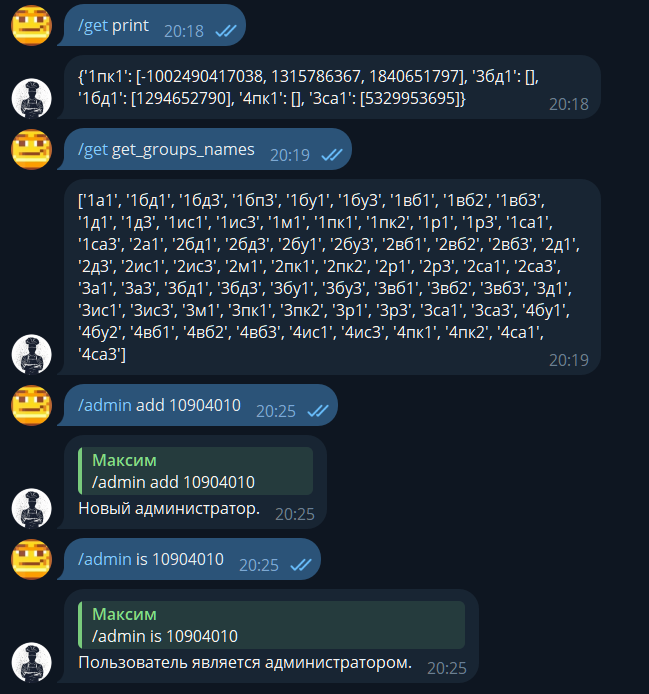 /get print 20:18
{'1пк1': [-1002490417038, 1315786367, 1840651797], '3бд1': [],
'1бд1': [1294652790], '4пк1': [], '3са1': [5329953695]}
20:18
/get get_groups_names 20:19
['1а1', '1бд1', '1бд3', '1бп3', '1бу1', '1бу3', '1вб1', '1вб2', '1вб3',
'1д1', '1д3', '1ис1', '1ис3', '1м1', '1пк1', '1пк2', '1р1', '1р3', '1са1',
'1са3', '2а1', '2бд1', '2бд3', '2бу1', '2бу3', '2вб1', '2вб2', '2вб3', '2д1',
'2д3', '2ис1', '2ис3', '2м1', '2пк1', '2пк2', '2р1', '2р3', '2са1', '2са3',
'3а1', '3а3', '3бд1', '3бд3', '3бу1', '3бу3', '3вб1', '3вб2', '3вб3', '3д1',
'3ис1', '3ис3', '3м1', '3пк1', '3пк2', '3р1', '3р3', '3са1', '3са3', '4бу1',
'4бу2', '4вб1', '4вб2', '4вб3', '4ис1', '4ис3', '4пк1', '4пк2', '4са1',
'4са3']
20:19
/admin add 10904010 20:25
Максим
/admin add 10904010
Новый администратор. 20:25
/admin is 10904010 20:25
Максим
/admin is 10904010
Пользователь является администратором. 20:25